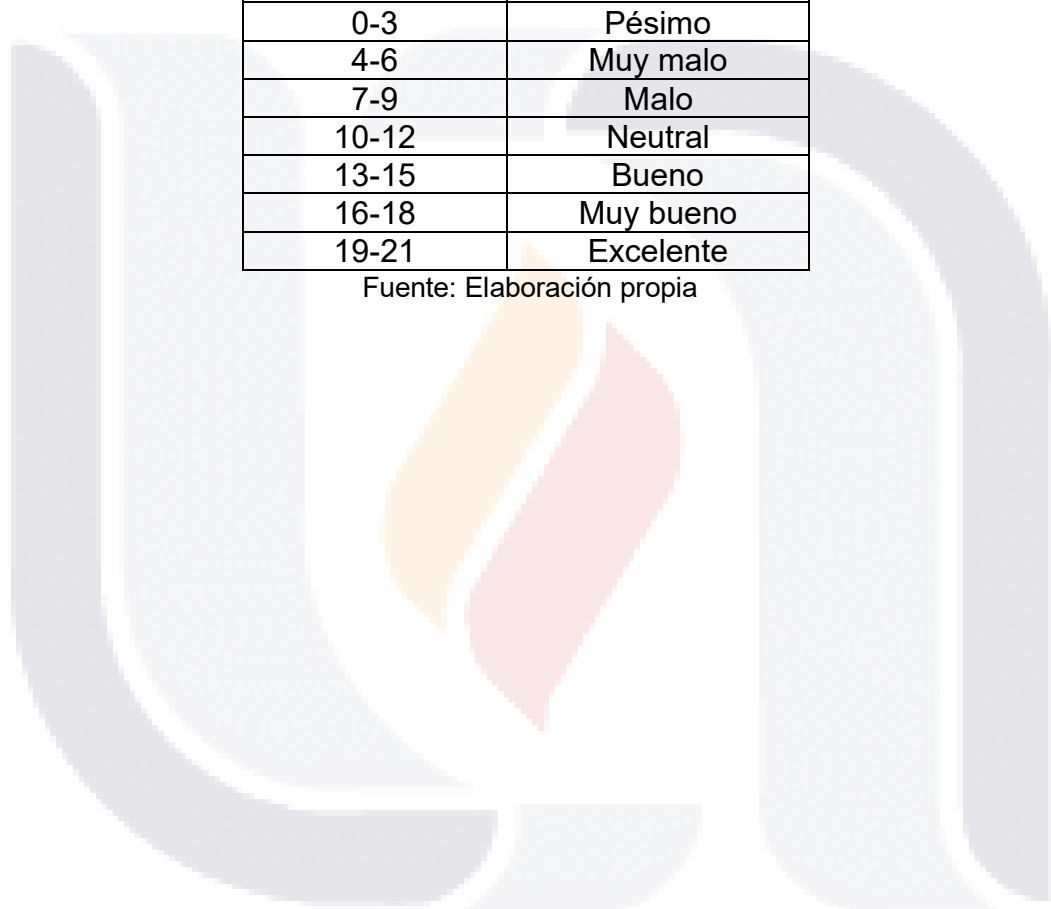 0-3 Pésimo
4-6 Muy malo
7-9 Malo
10-12 Neutral
13-15 Bueno
16-18 Muy bueno
19-21 Excelente
Fuente: Elaboración propia